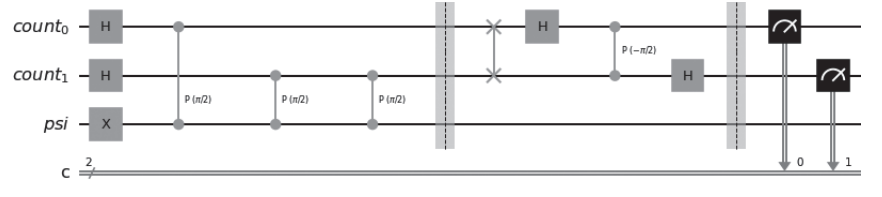 count₀ H H
P (−π/2)
count₁ H H
P (π/2) P (π/2) P (π/2)
psi X
2 0 1
c